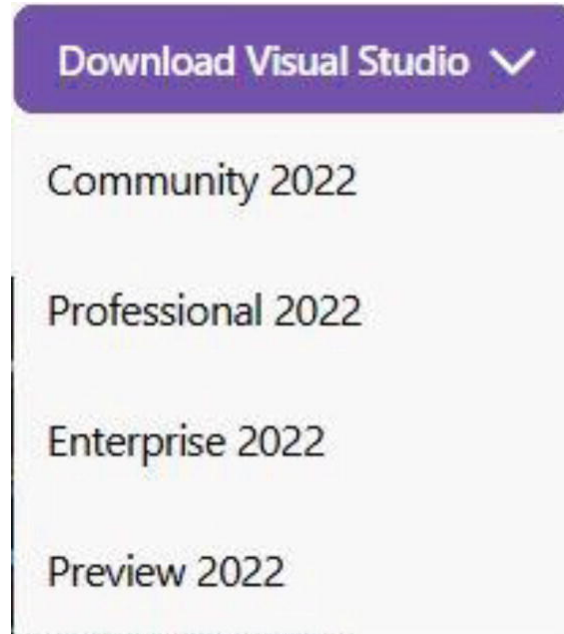 Download Visual Studio
Community 2022
Professional 2022
Enterprise 2022
Preview 2022